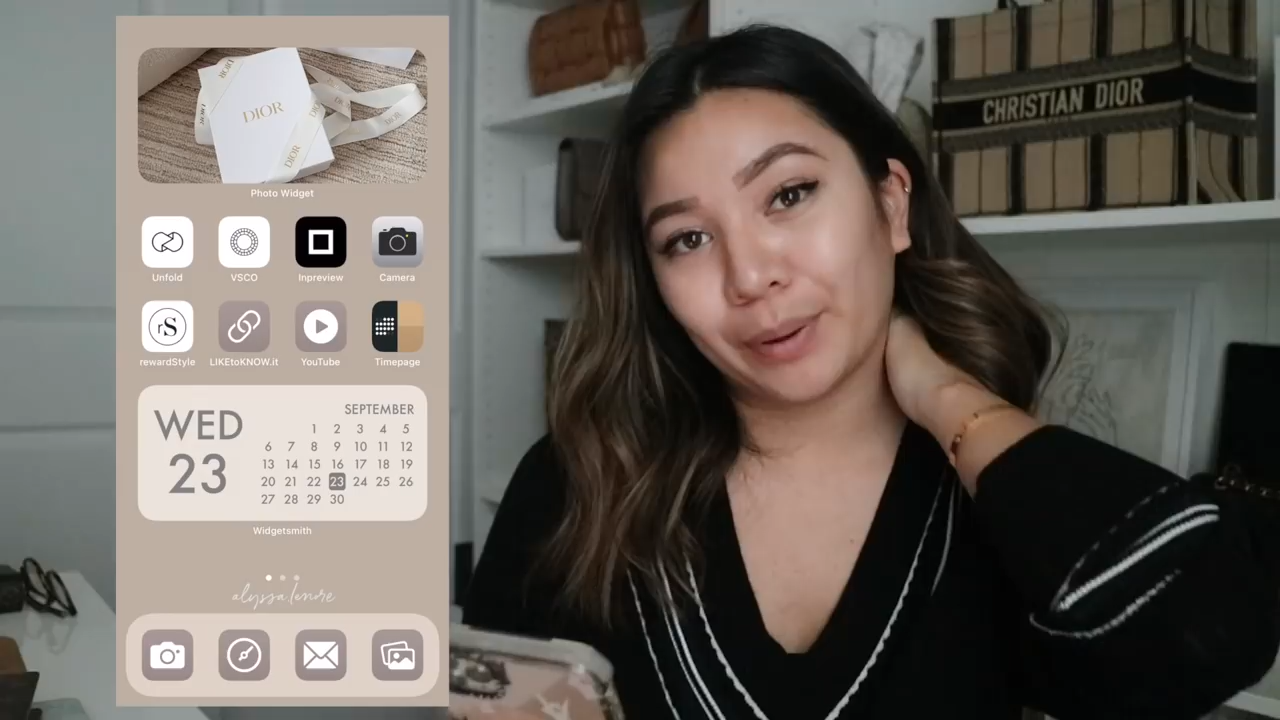 DIOR
DIOR
DIOR
DIOR
Photo Widget
Unfold
VSCO
Inpreview
Camera
rS
rewardStyle
LIKEtoKNOW.it
YouTube
Timepage
WED
23
SEPTEMBER
1 2 3 4 5
6 7 8 9 10 11 12
13 14 15 16 17 18 19
20 21 22 23 24 25 26
27 28 29 30
Widgetsmith
alyssa.lenore
CHRISTIAN DIOR